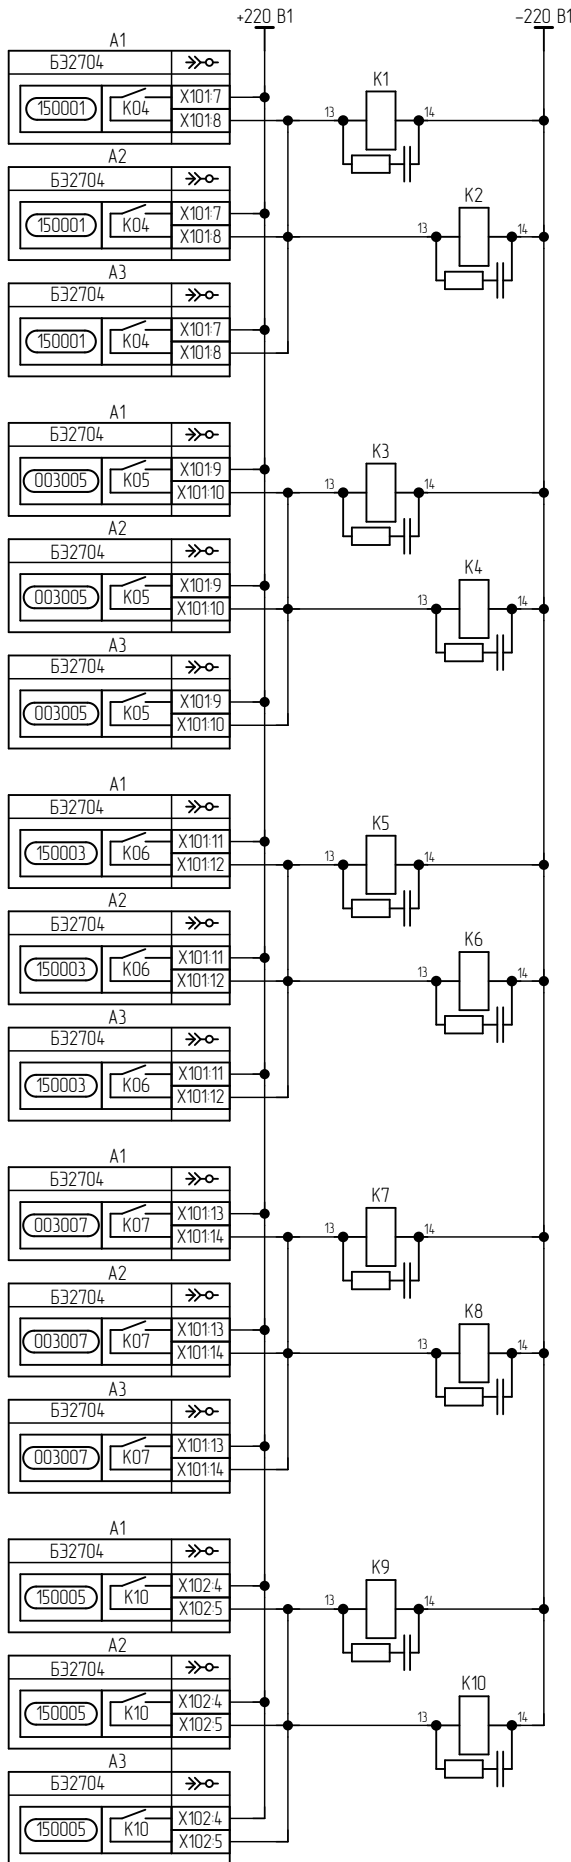 +220 В1
−220 В1
А1
БЭ2704
150001
К04
Х101:7
Х101:8
13
К1
14
А2
БЭ2704
150001
К04
Х101:7
Х101:8
13
К2
14
А3
БЭ2704
150001
К04
Х101:7
Х101:8
А1
БЭ2704
003005
К05
Х101:9
Х101:10
13
К3
14
А2
БЭ2704
003005
К05
Х101:9
Х101:10
13
К4
14
А3
БЭ2704
003005
К05
Х101:9
Х101:10
А1
БЭ2704
150003
К06
Х101:11
Х101:12
13
К5
14
А2
БЭ2704
150003
К06
Х101:11
Х101:12
13
К6
14
А3
БЭ2704
150003
К06
Х101:11
Х101:12
А1
БЭ2704
003007
К07
Х101:13
Х101:14
13
К7
14
А2
БЭ2704
003007
К07
Х101:13
Х101:14
13
К8
14
А3
БЭ2704
003007
К07
Х101:13
Х101:14
А1
БЭ2704
150005
К10
Х102:4
Х102:5
13
К9
14
А2
БЭ2704
150005
К10
Х102:4
Х102:5
13
К10
14
А3
БЭ2704
150005
К10
Х102:4
Х102:5